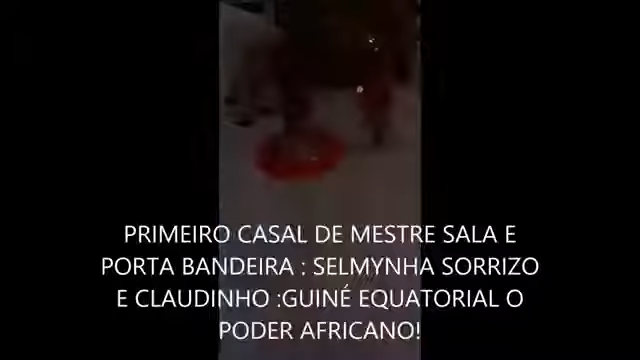 PRIMEIRO CASAL DE MESTRE SALA E
PORTA BANDEIRA : SELMYNHA SORRIZO
E CLAUDINHO :GUINÉ EQUATORIAL O
PODER AFRICANO!